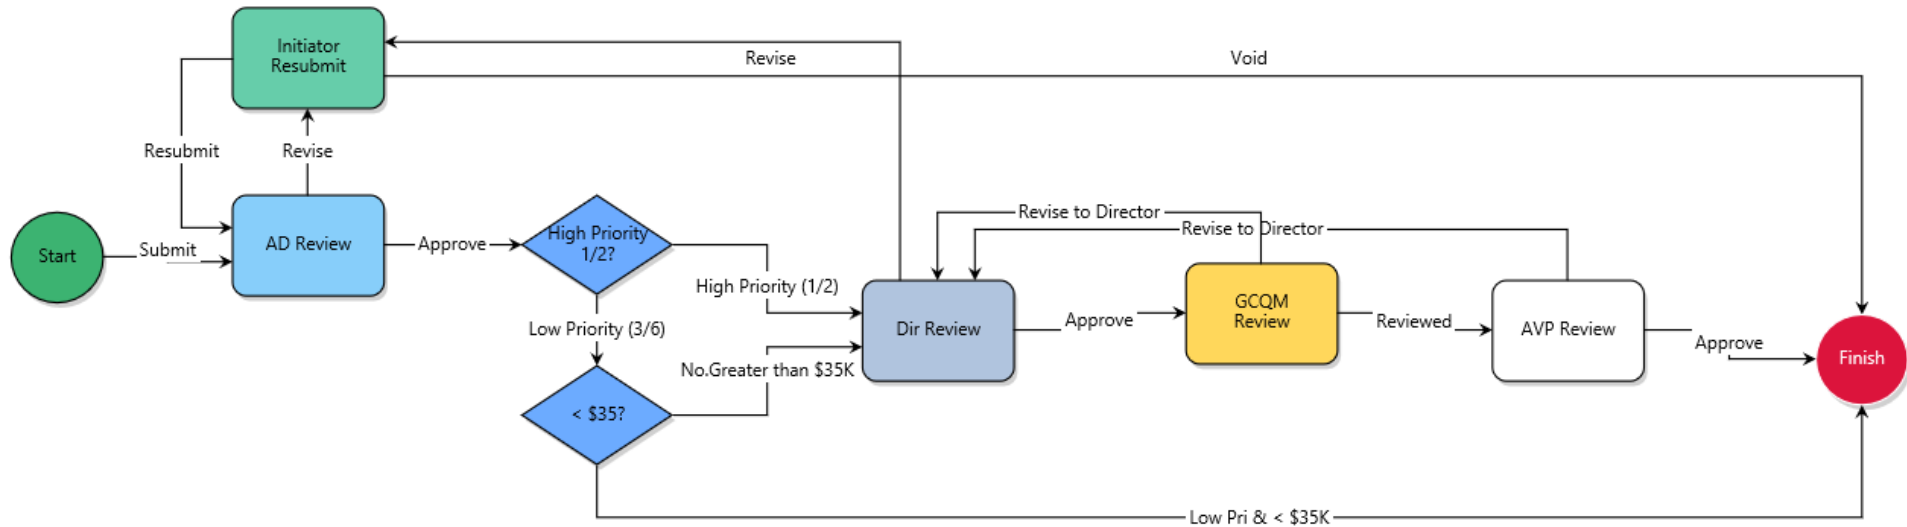 Initiator
Resubmit
Revise
Void
Resubmit
Revise
Start
Submit
AD Review
Approve
High Priority
1/2?
Revise to Director
Revise to Director
High Priority (1/2)
Low Priority (3/6)
No.Greater than $35K
< $35?
Dir Review
Approve
GCQM
Review
Reviewed
AVP Review
Approve
Finish
Low Pri & < $35K